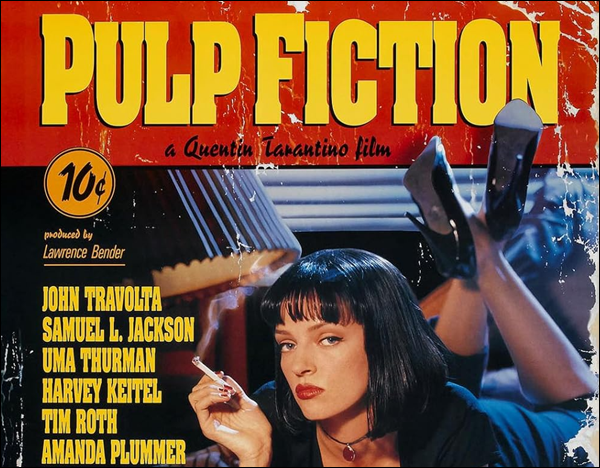 PULP FICTION
a Quentin Tarantino film
10¢
produced by
Lawrence Bender
JOHN TRAVOLTA
SAMUEL L. JACKSON
UMA THURMAN
HARVEY KEITEL
TIM ROTH
AMANDA PLUMMER